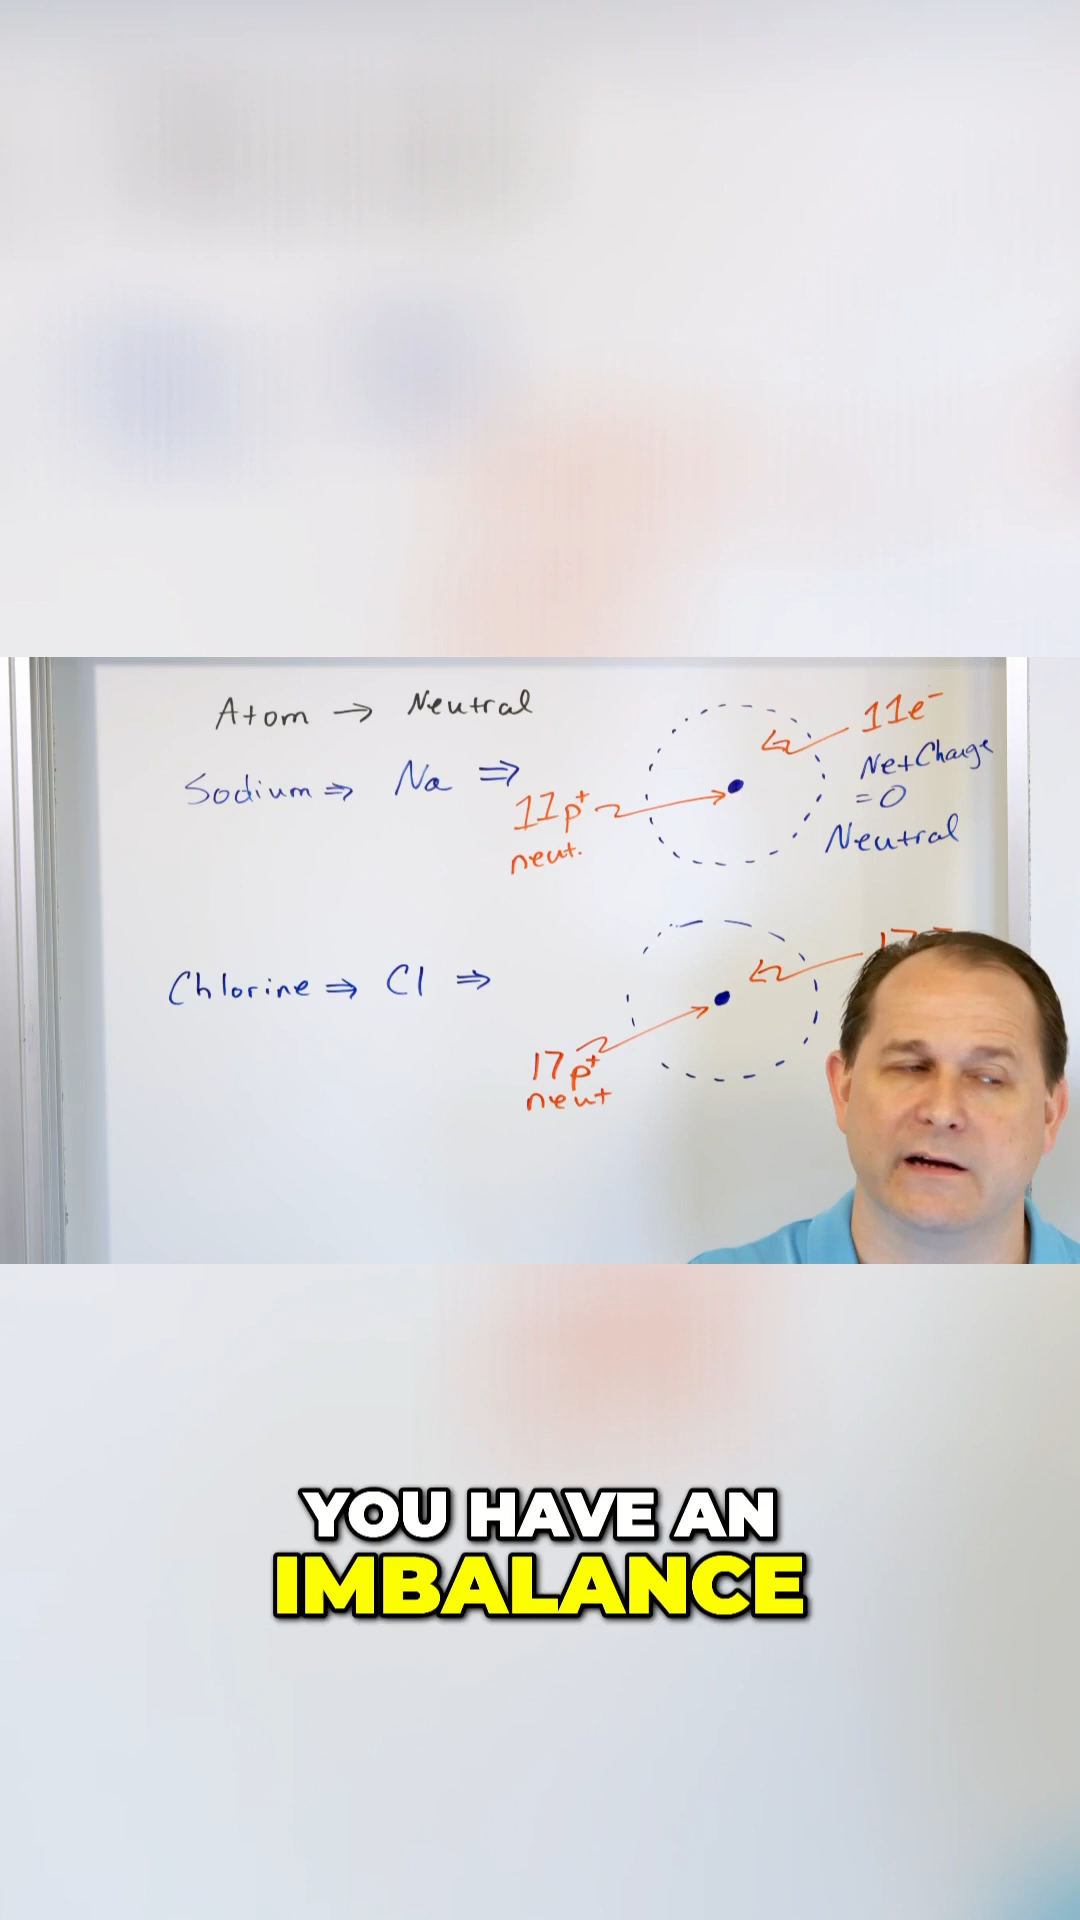 Atom → Neutral
Sodium ⇒ Na ⇒
11p+
neut.
11e-
Net Charge
= 0
Neutral
Chlorine ⇒ Cl ⇒
17p+
neut
YOU HAVE AN
IMBALANCE